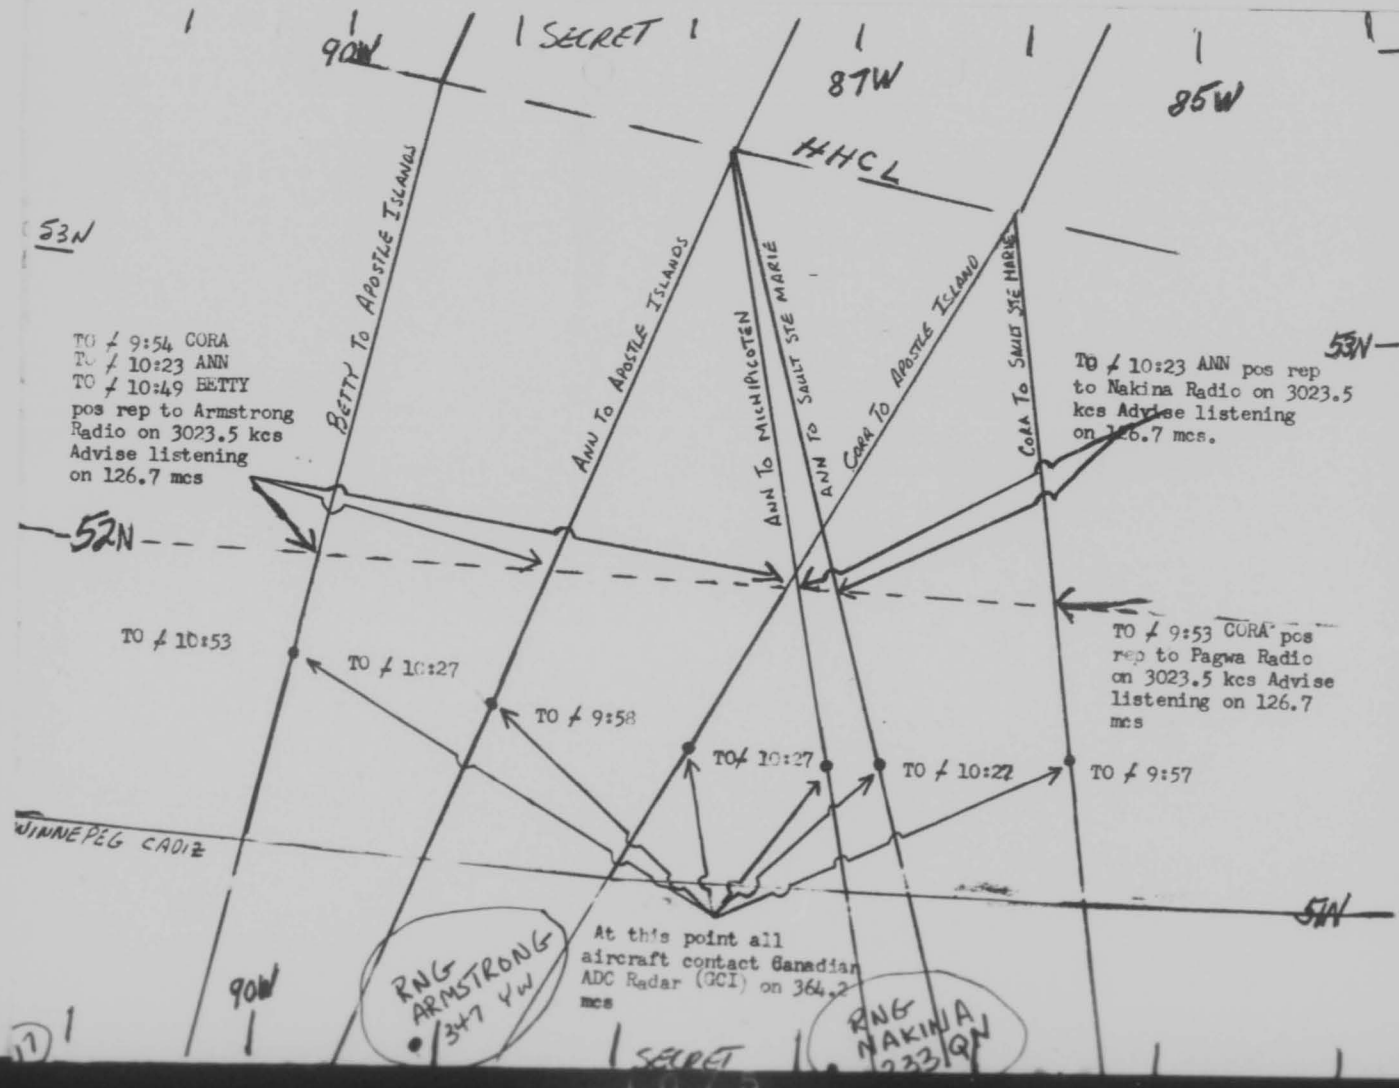 SECRET
90W
87W
85W
HHCL
53N
53N
BETTY TO APOSTLE ISLANDS
ANN TO APOSTLE ISLANDS
ANN TO MICHIPICOTEN
ANN TO SAULT STE MARIE
CORA TO APOSTLE ISLAND
CORA TO SAULT STE MARIE
TO + 9:54 CORA
TO + 10:23 ANN
TO + 10:49 BETTY
pos rep to Armstrong
Radio on 3023.5 kcs
Advise listening
on 126.7 mcs
TO + 10:23 ANN pos rep
to Nakina Radio on 3023.5
kcs Advise listening
on 126.7 mcs.
52N
TO + 10:53
TO + 10:27
TO + 9:58
TO + 10:27
TO + 10:27
TO + 9:57
TO + 9:53 CORA pos
rep to Pagwa Radio
on 3023.5 kcs Advise
listening on 126.7
mcs
WINNEPEG CADIZ
51N
At this point all
aircraft contact Canadian
ADC Radar (GCI) on 364.2
mcs
90W
RNG
ARMSTRONG
347 YW
RNG
NAKINA
233 QN
17
SECRET